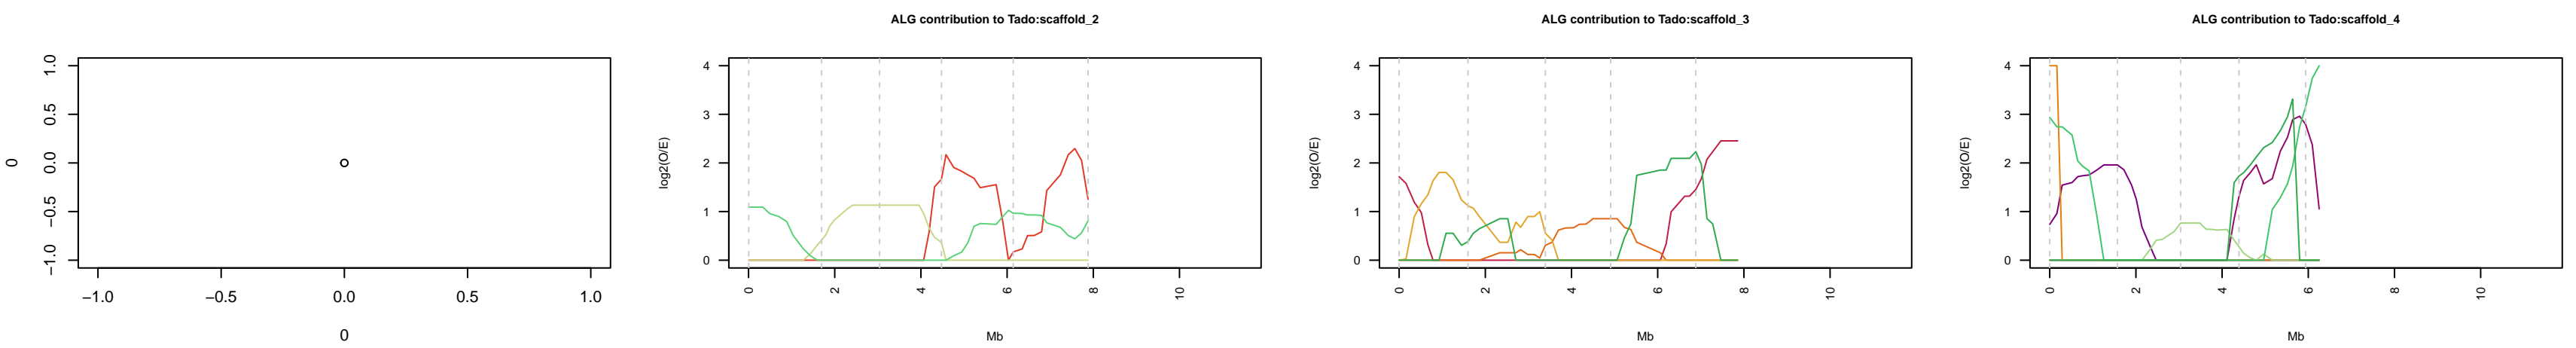 ALG contribution to Tado:scaffold_2
ALG contribution to Tado:scaffold_3
ALG contribution to Tado:scaffold_4
0
1.0
0.5
0.0
−0.5
−1.0
−1.0 −0.5 0.0 0.5 1.0
0
log2(O/E)
4
3
2
1
0
0 2 4 6 8 10
Mb
log2(O/E)
4
3
2
1
0
0 2 4 6 8 10
Mb
log2(O/E)
4
3
2
1
0
0 2 4 6 8 10
Mb